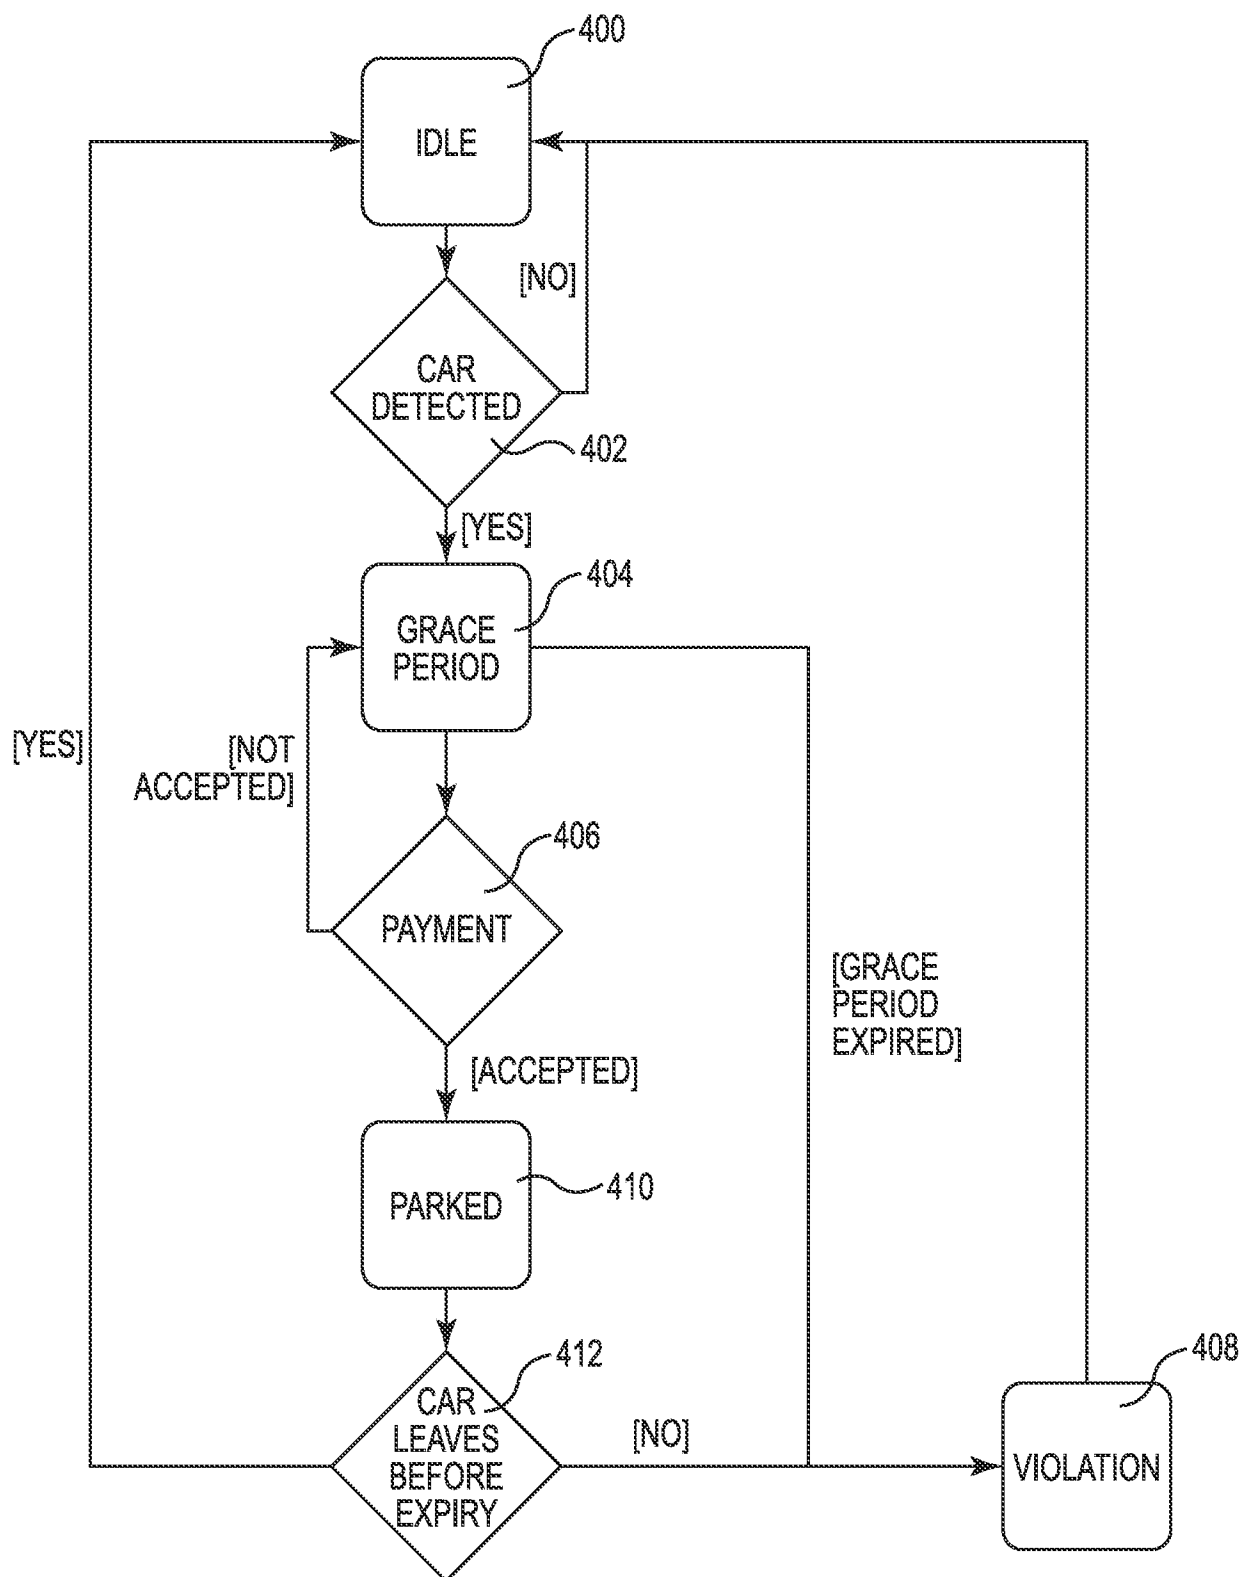 400
IDLE
[NO]
CAR
DETECTED
402
[YES]
404
GRACE
PERIOD
[YES]
[NOT
ACCEPTED]
406
PAYMENT
[GRACE
PERIOD
EXPIRED]
[ACCEPTED]
410
PARKED
412
CAR
LEAVES
BEFORE
EXPIRY
[NO]
408
VIOLATION